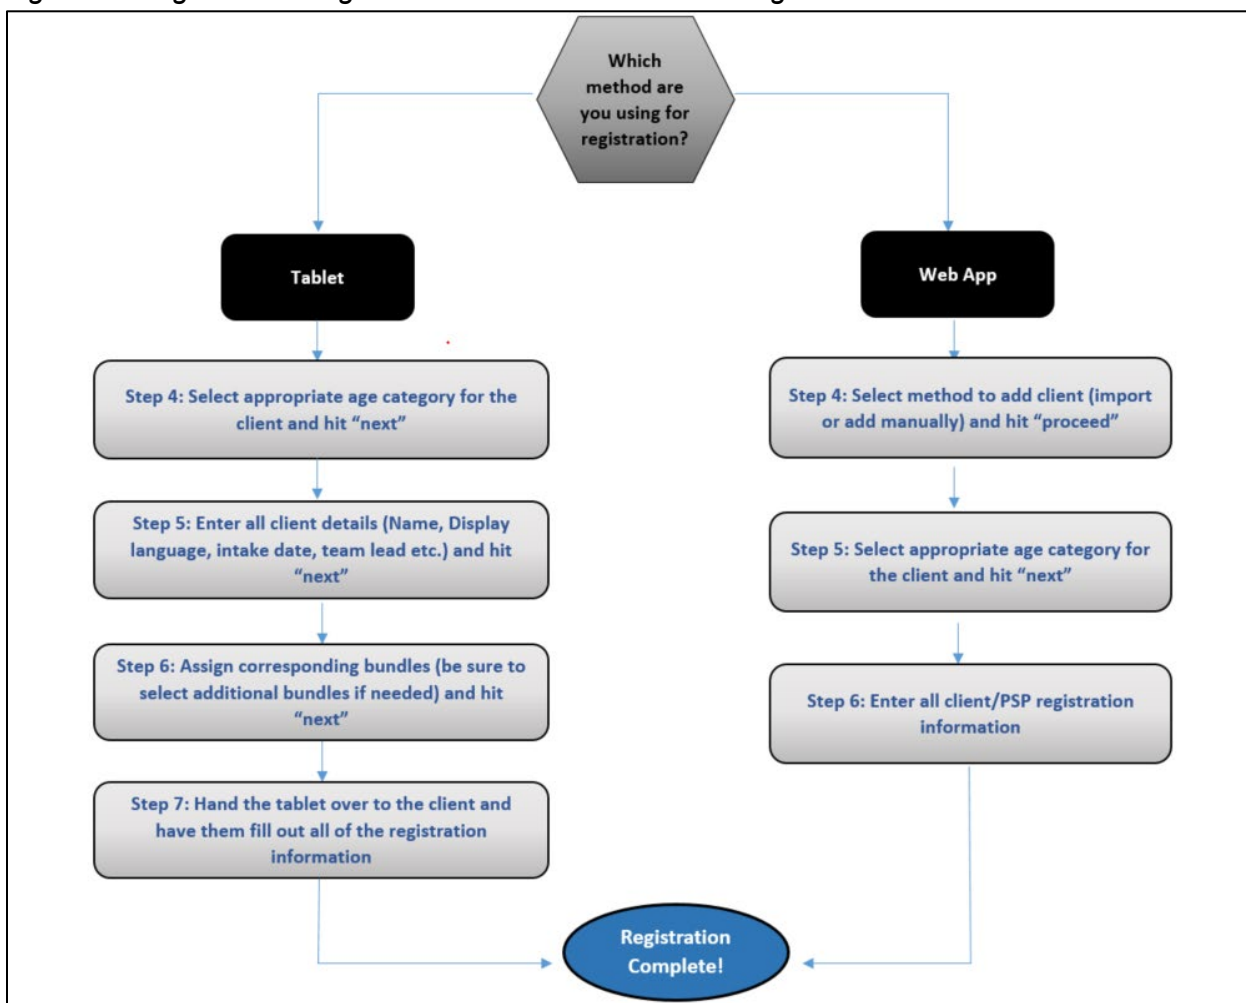 Which
method are
you using for
registration?
Tablet
Step 4: Select appropriate age category for the
client and hit “next”
Step 5: Enter all client details (Name, Display
language, intake date, team lead etc.) and hit
“next”
Step 6: Assign corresponding bundles (be sure to
select additional bundles if needed) and hit
“next”
Step 7: Hand the tablet over to the client and
have them fill out all of the registration
information
Web App
Step 4: Select method to add client (import
or add manually) and hit “proceed”
Step 5: Select appropriate age category for
the client and hit “next”
Step 6: Enter all client/PSP registration
information
Registration
Complete!